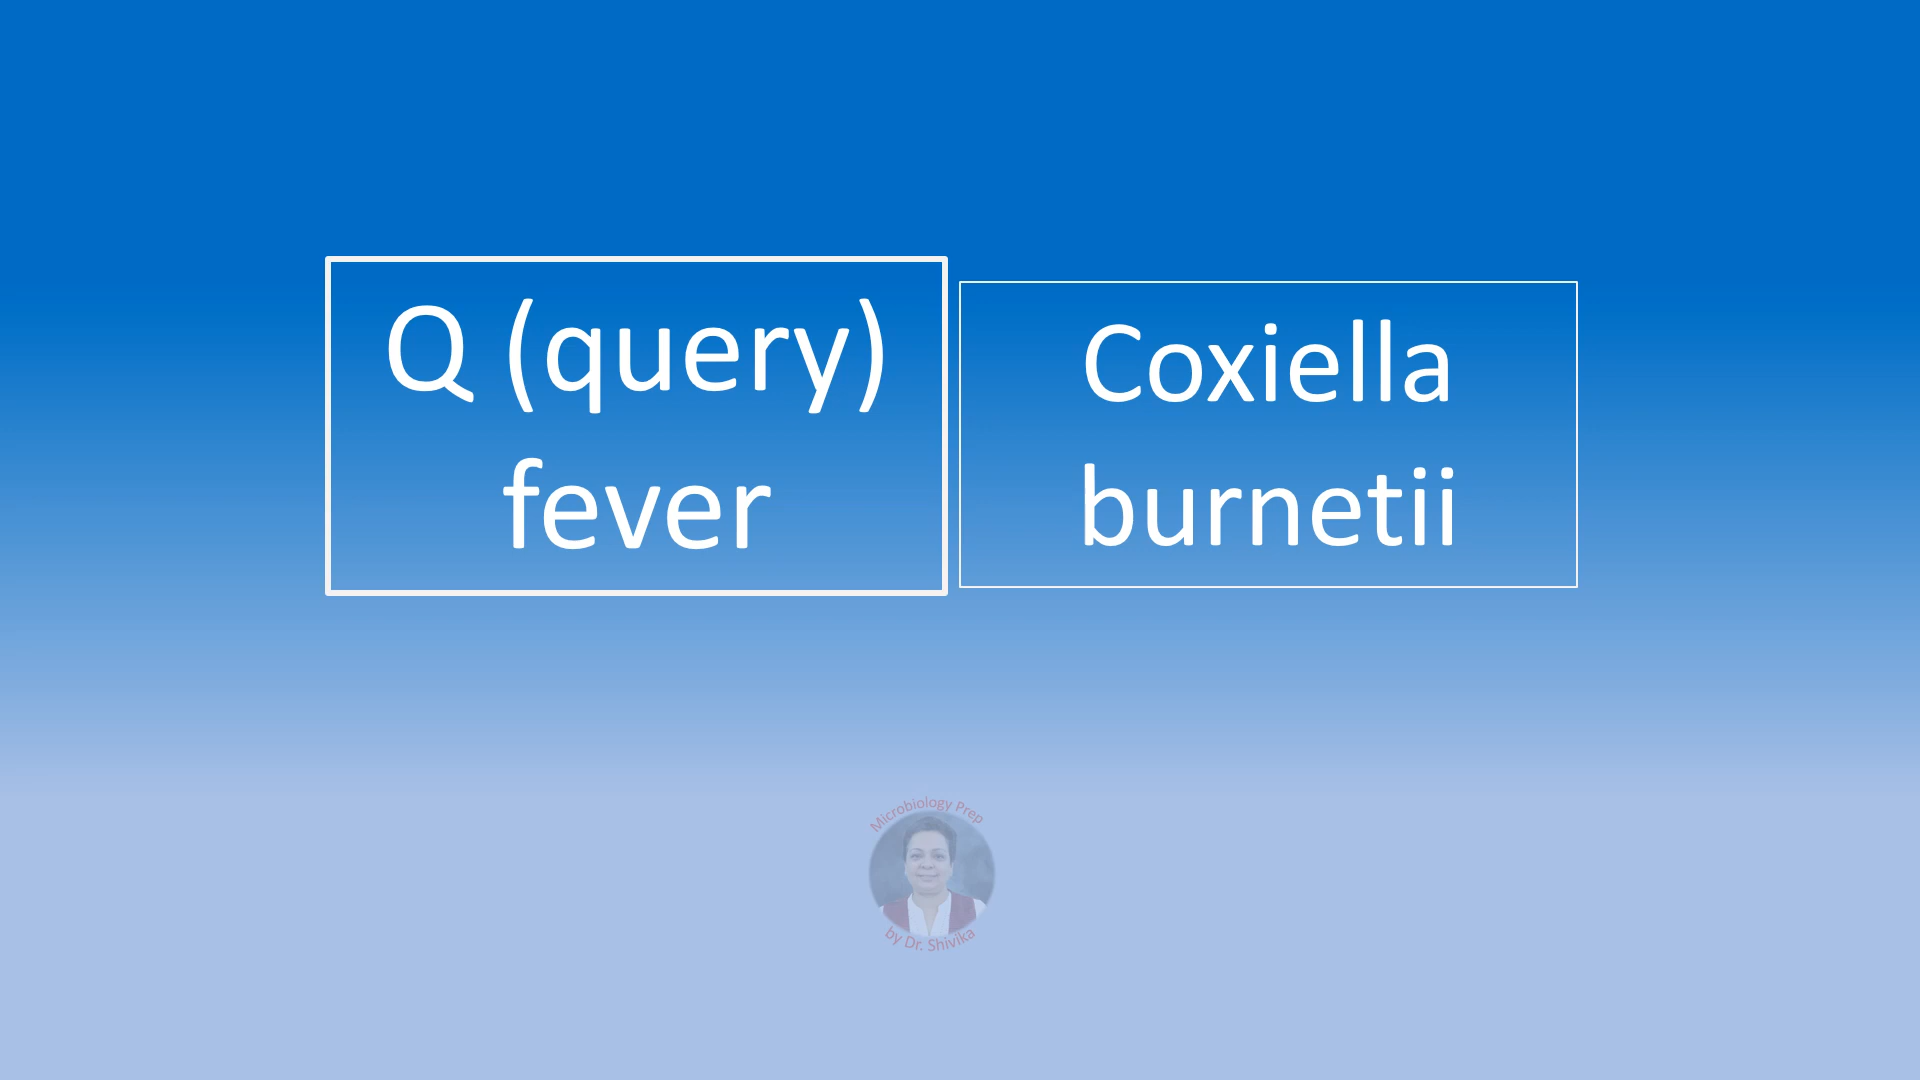 Q (query)
fever
Coxiella
burnetii
Microbiology Prep
by Dr. Shivika